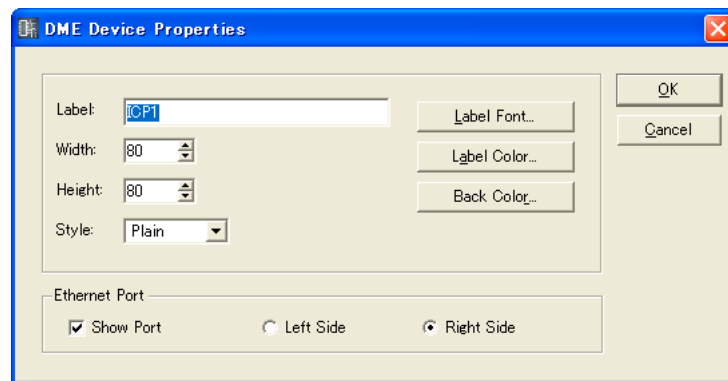 DME Device Properties
Label: ICP1 Label Font... OK
Width: 80 Label Color... Cancel
Height: 80 Back Color...
Style: Plain
Ethernet Port
Show Port Left Side Right Side